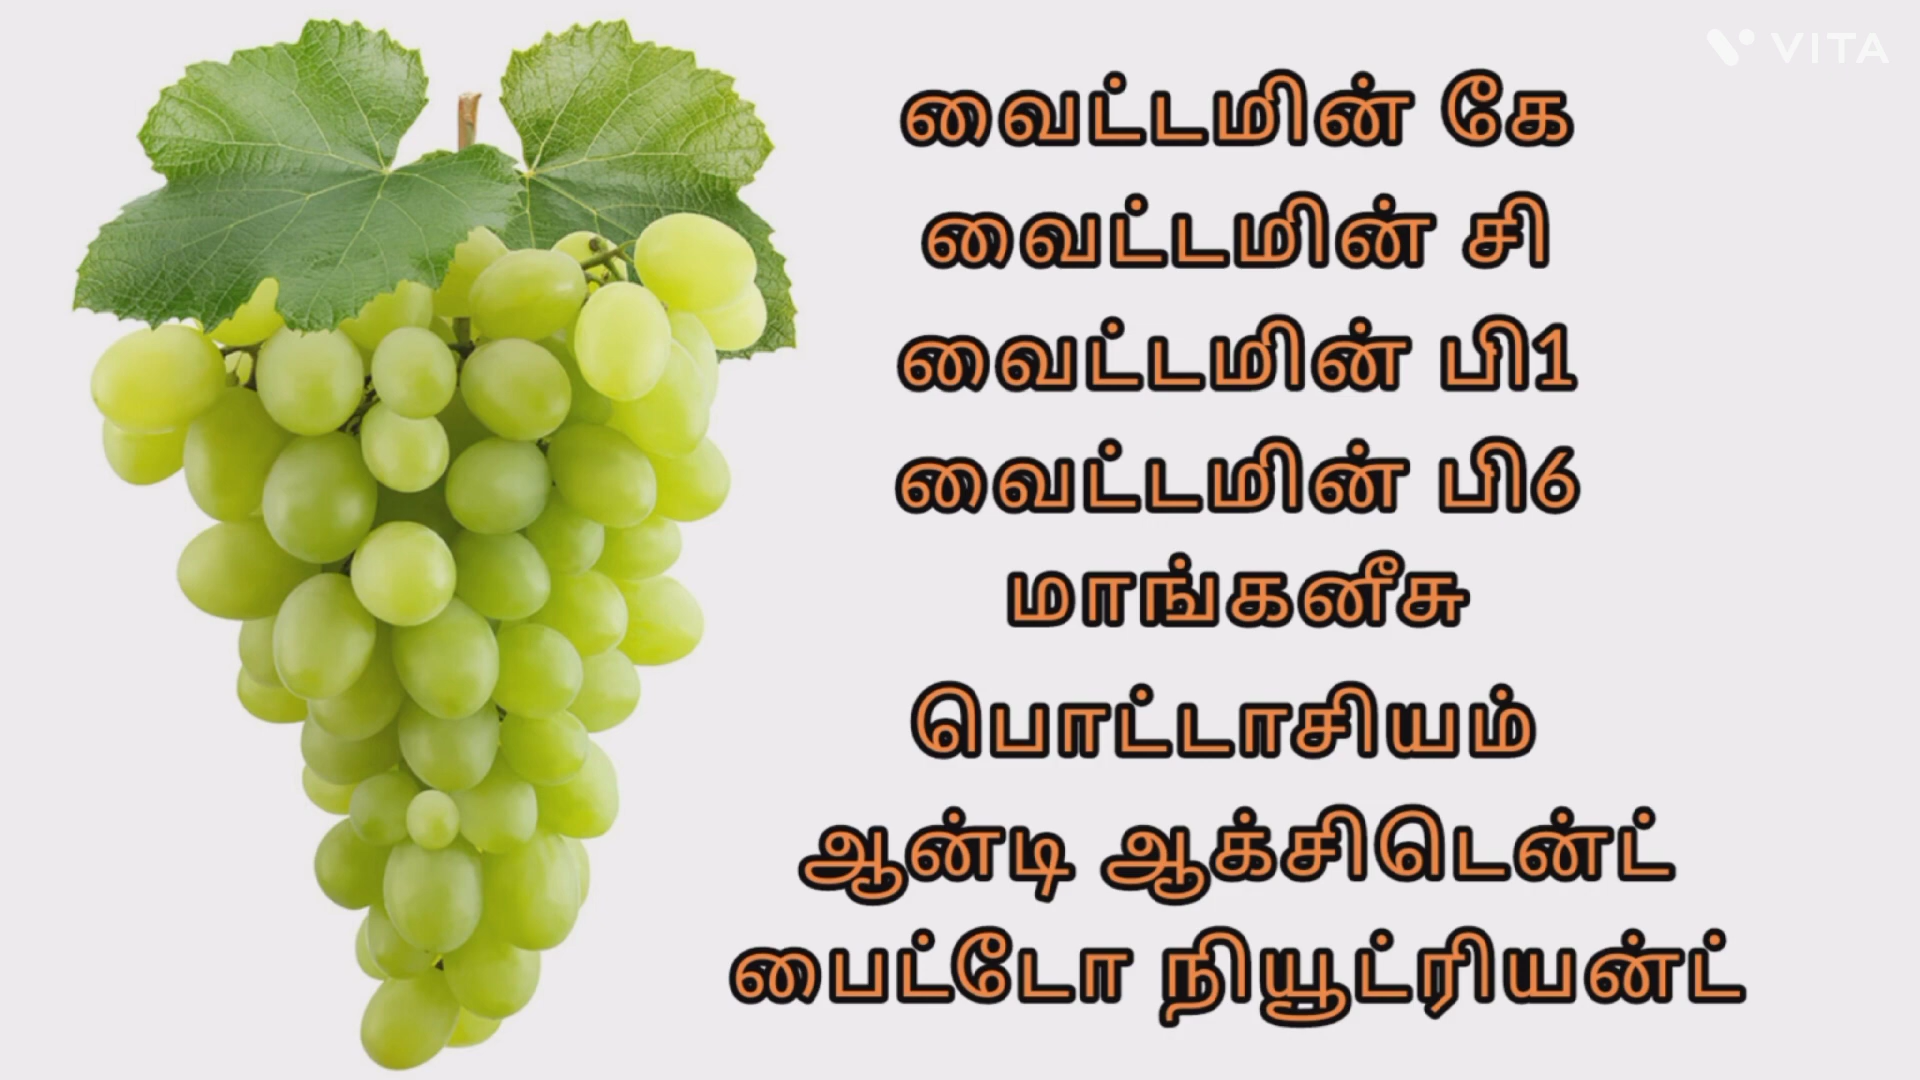 VITA
வைட்டமின் கே
வைட்டமின் சி
வைட்டமின் பி1
வைட்டமின் பி6
மாங்கனீசு
பொட்டாசியம்
ஆன்டி ஆக்சிடென்ட்
பைட்டோ நியூட்ரியன்ட்